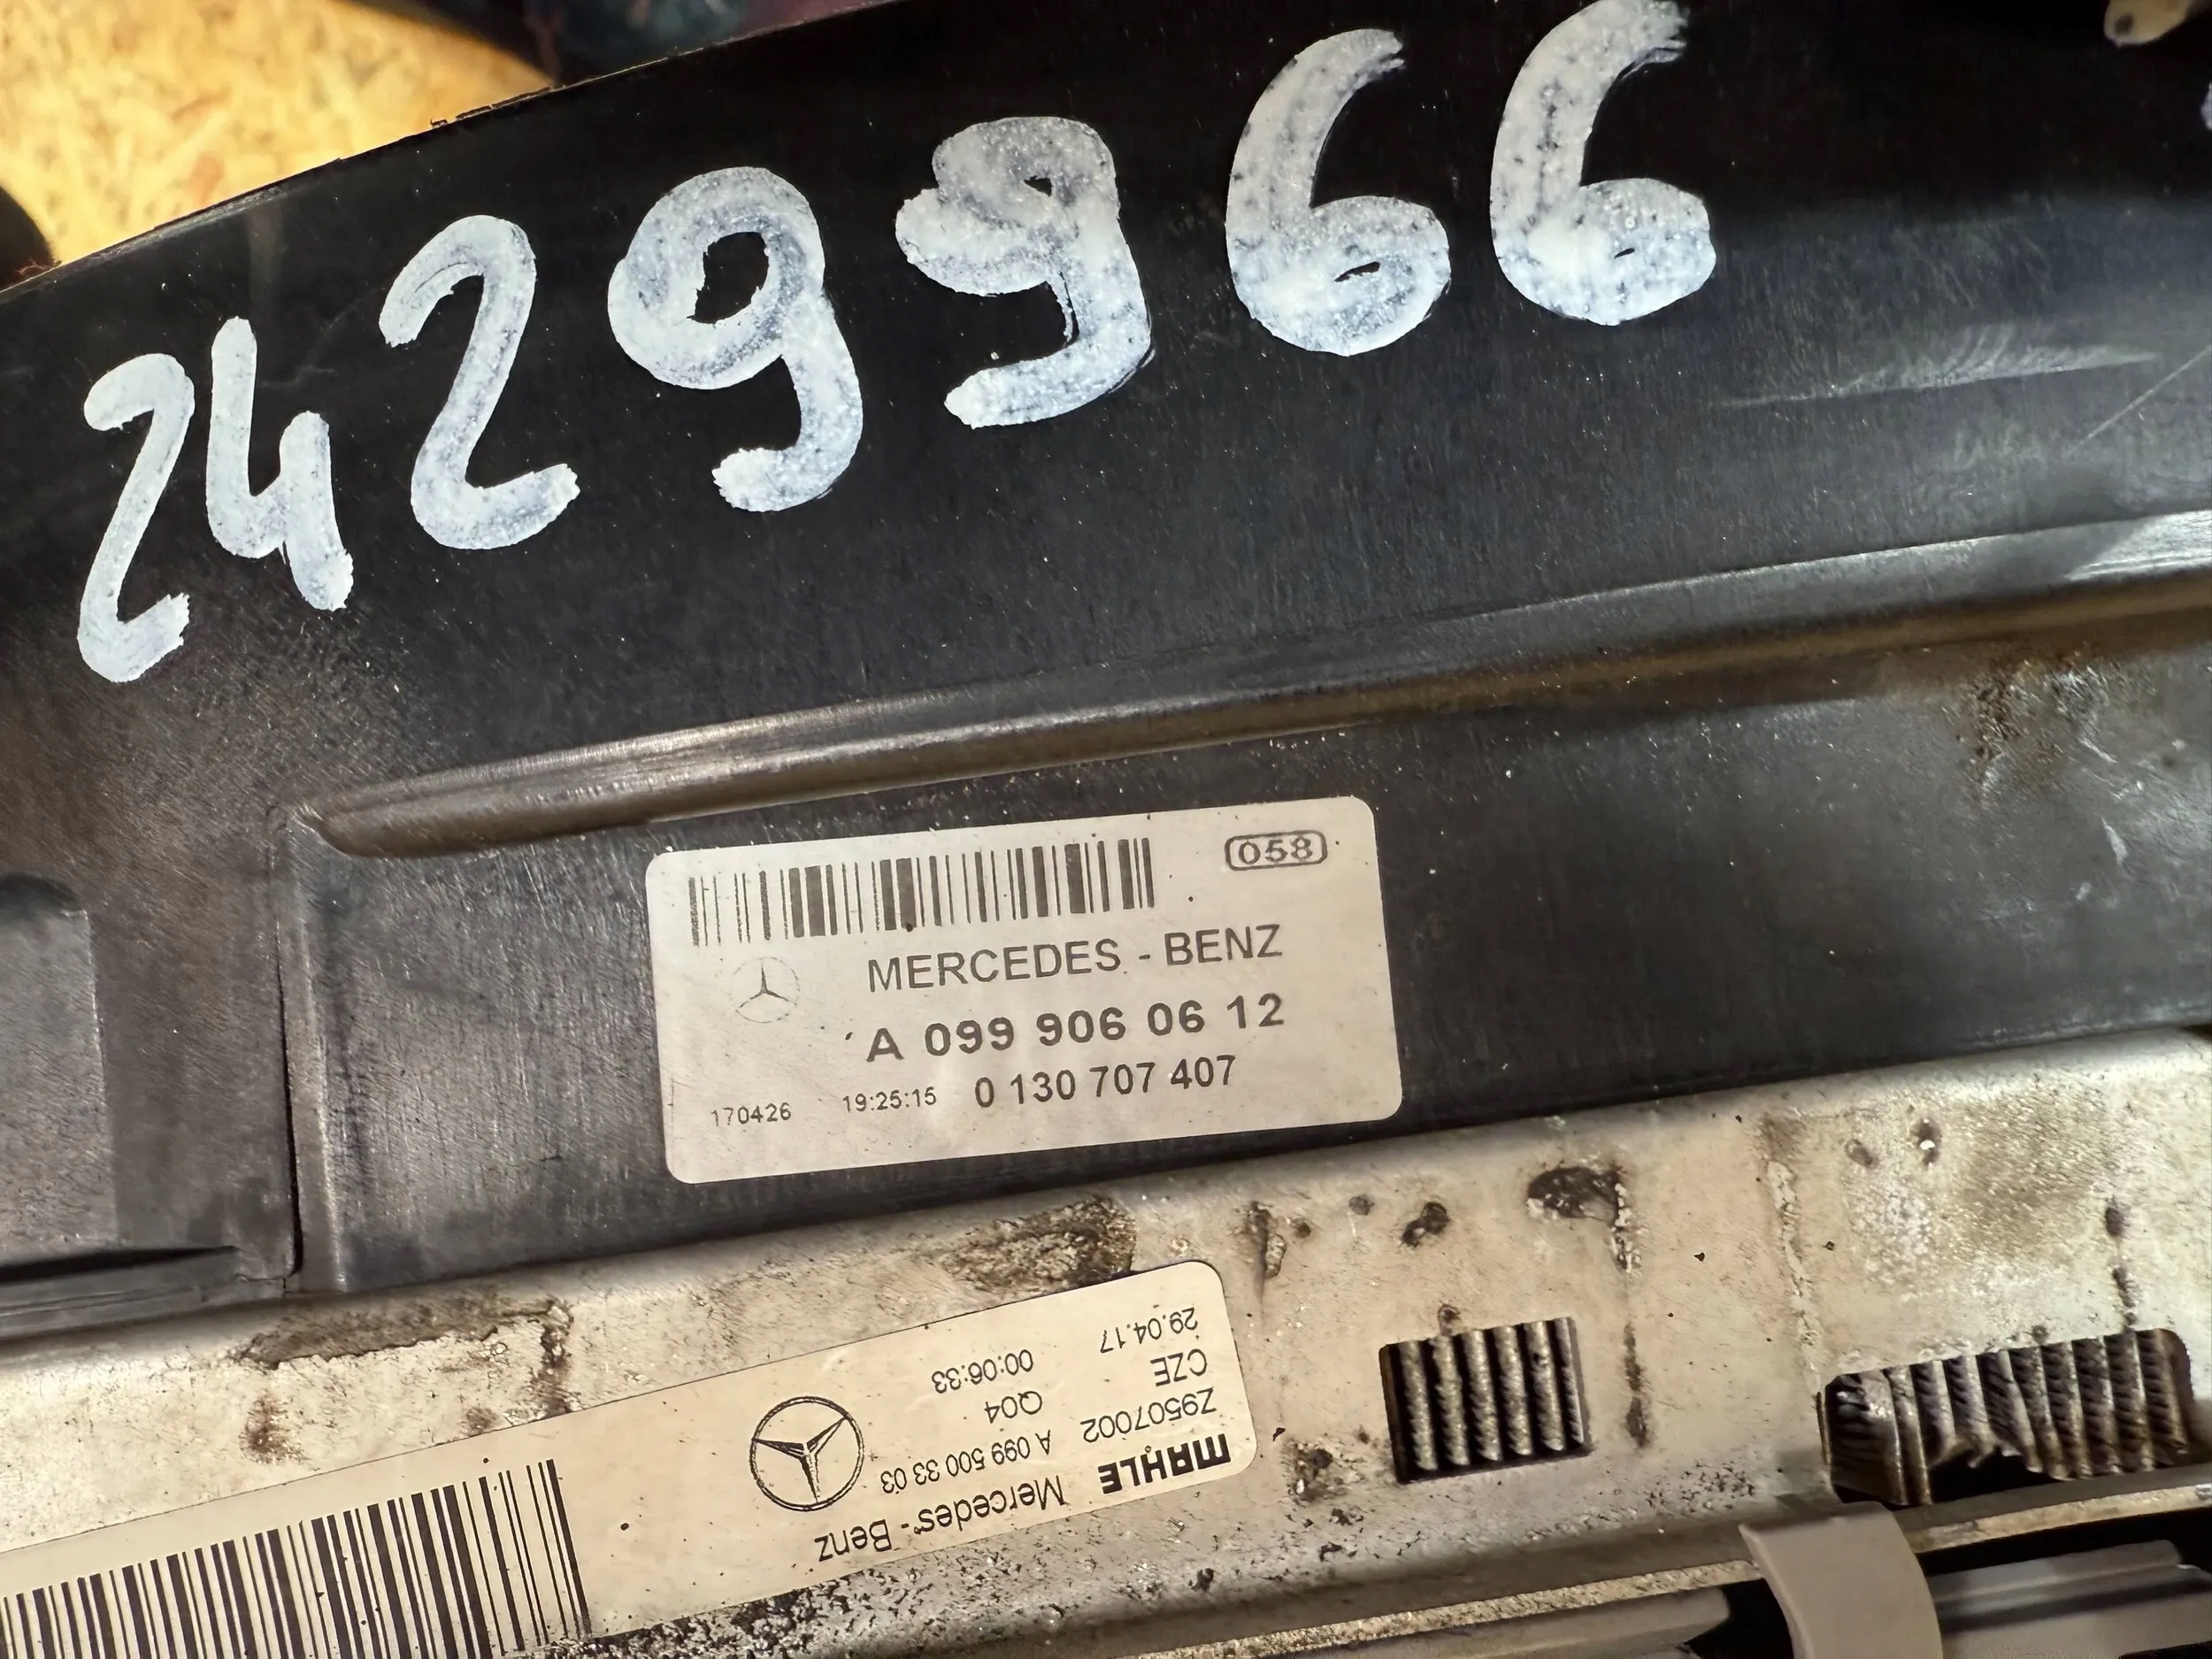 2429966
058
MERCEDES - BENZ
A 099 906 06 12
170426 19:25:15 0 130 707 407
MAHLE Mercedes-Benz
Z9507002 A 099 500 33 03
CZE Q04
29.04.17 00:06:33